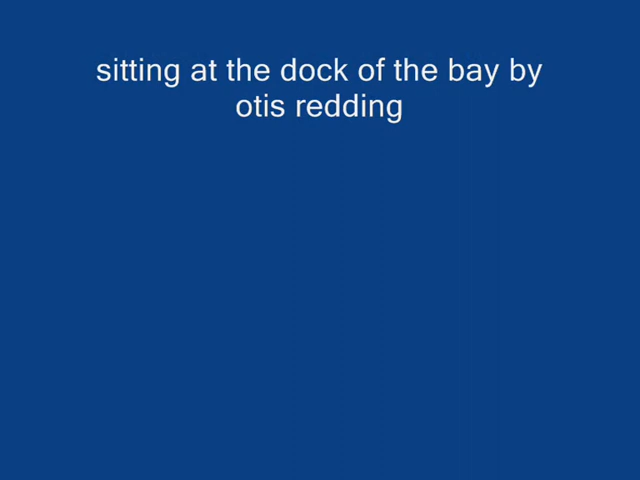 sitting at the dock of the bay by
otis redding